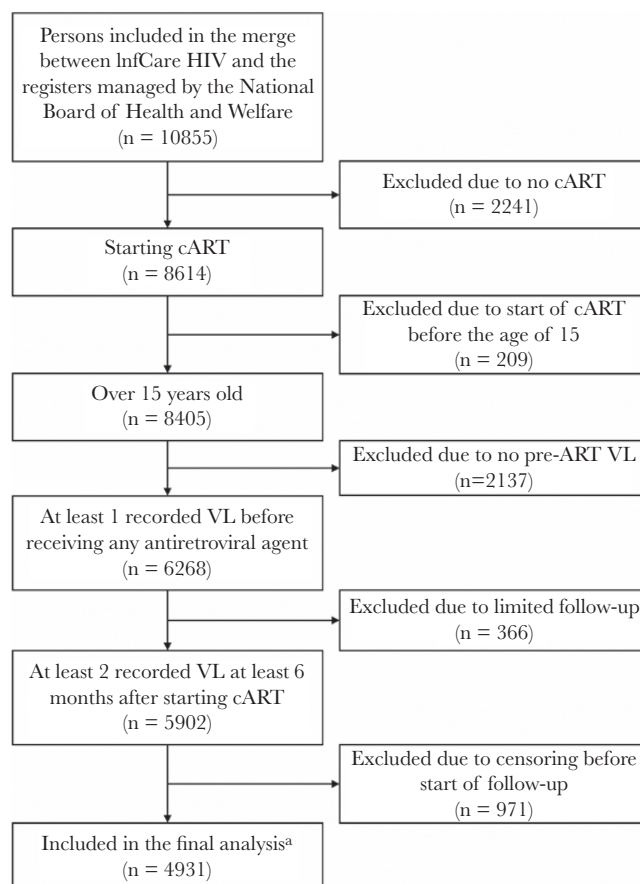 Persons included in the merge
between lnfCare HIV and the
registers managed by the National
Board of Health and Welfare
(n = 10855)
Excluded due to no cART
(n = 2241)
Starting cART
(n = 8614)
Excluded due to start of cART
before the age of 15
(n = 209)
Over 15 years old
(n = 8405)
Excluded due to no pre-ART VL
(n=2137)
At least 1 recorded VL before
receiving any antiretroviral agent
(n = 6268)
Excluded due to limited follow-up
(n = 366)
At least 2 recorded VL at least 6
months after starting cART
(n = 5902)
Excluded due to censoring before
start of follow-up
(n = 971)
Included in the final analysisᵃ
(n = 4931)